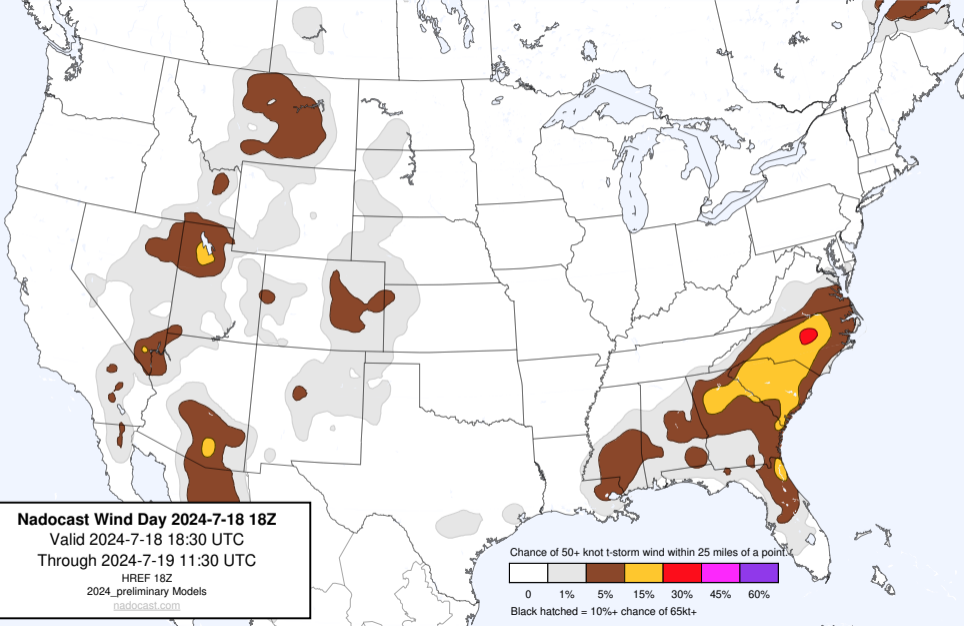 Nadocast Wind Day 2024-7-18 18Z
Valid 2024-7-18 18:30 UTC
Through 2024-7-19 11:30 UTC
HREF 18Z
2024_preliminary Models
nadocast.com
Chance of 50+ knot t-storm wind within 25 miles of a point.
0 1% 5% 15% 30% 45% 60%
Black hatched = 10%+ chance of 65kt+